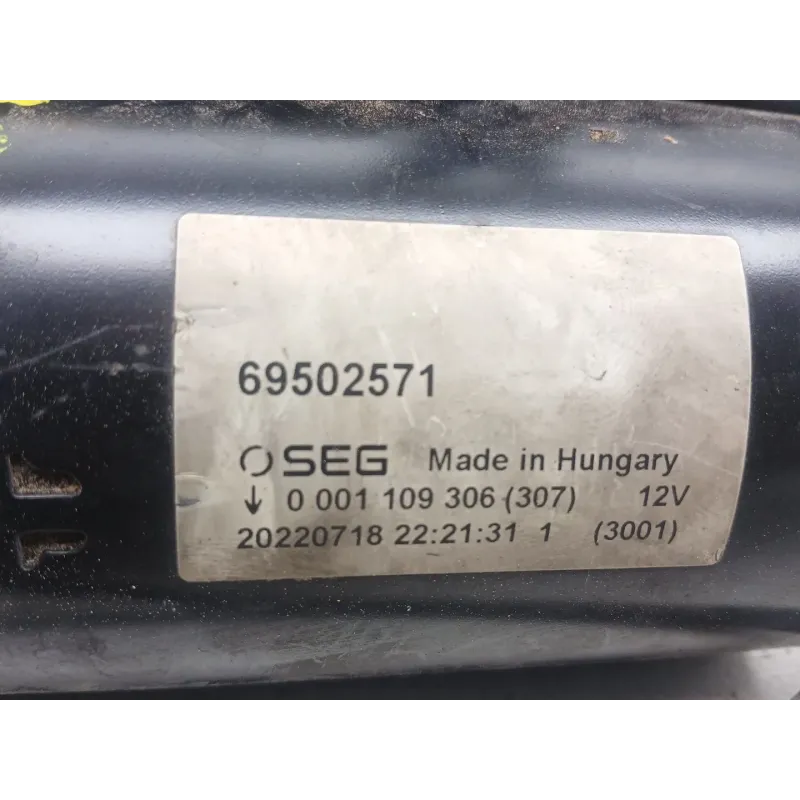 69502571
SEG Made in Hungary
↓ 0 001 109 306 (307) 12V
20220718 22:21:31 1 (3001)